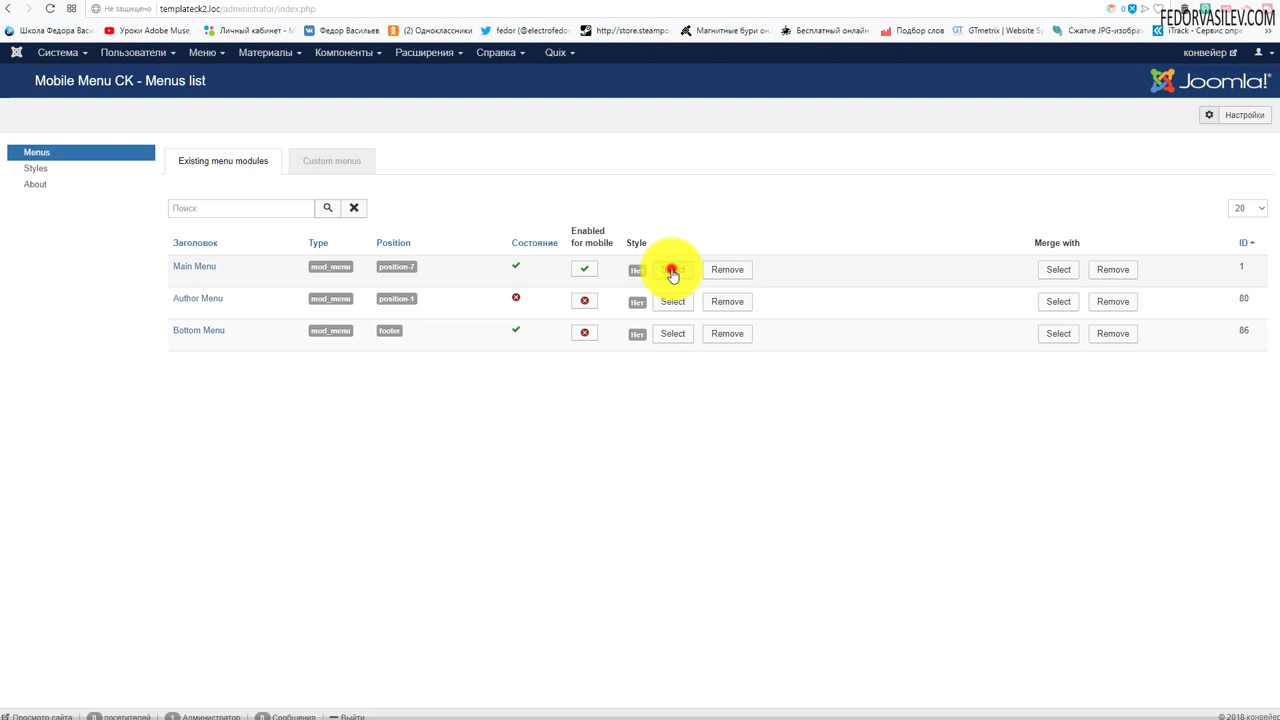 templateck2.loc/administrator/index.php
Не защищено
FEDORVASILEV.COM
Школа Федора Васи. Уроки Adobe Muse, Личный кабинет - М Федор Васильев (2) Одноклассники fedor (@electrofedo: http://store.steampo Магнитные бури он. Бесплатный онлайн- Подбор слов GTmetrix | Website S Сжатие JPG-изображ iTrack - Сервис опре »
Система Пользователи Меню Материалы Компоненты Расширения Справка Quix конвейер
Mobile Menu CK - Menus list
Joomla!®
Настройки
Menus
Styles
About
Existing menu modules Custom menus
Поиск
20
Заголовок Type Position Состояние Enabled for mobile Style Merge with ID
Main Menu mod_menu position-7 Нет Select Remove Select Remove 1
Author Menu mod_menu position-1 Нет Select Remove Select Remove 80
Bottom Menu mod_menu footer Нет Select Remove Select Remove 86
Просмотр сайта 0 посетителей 1 Администратор 0 Сообщения Выйти
© 2018 конвейер